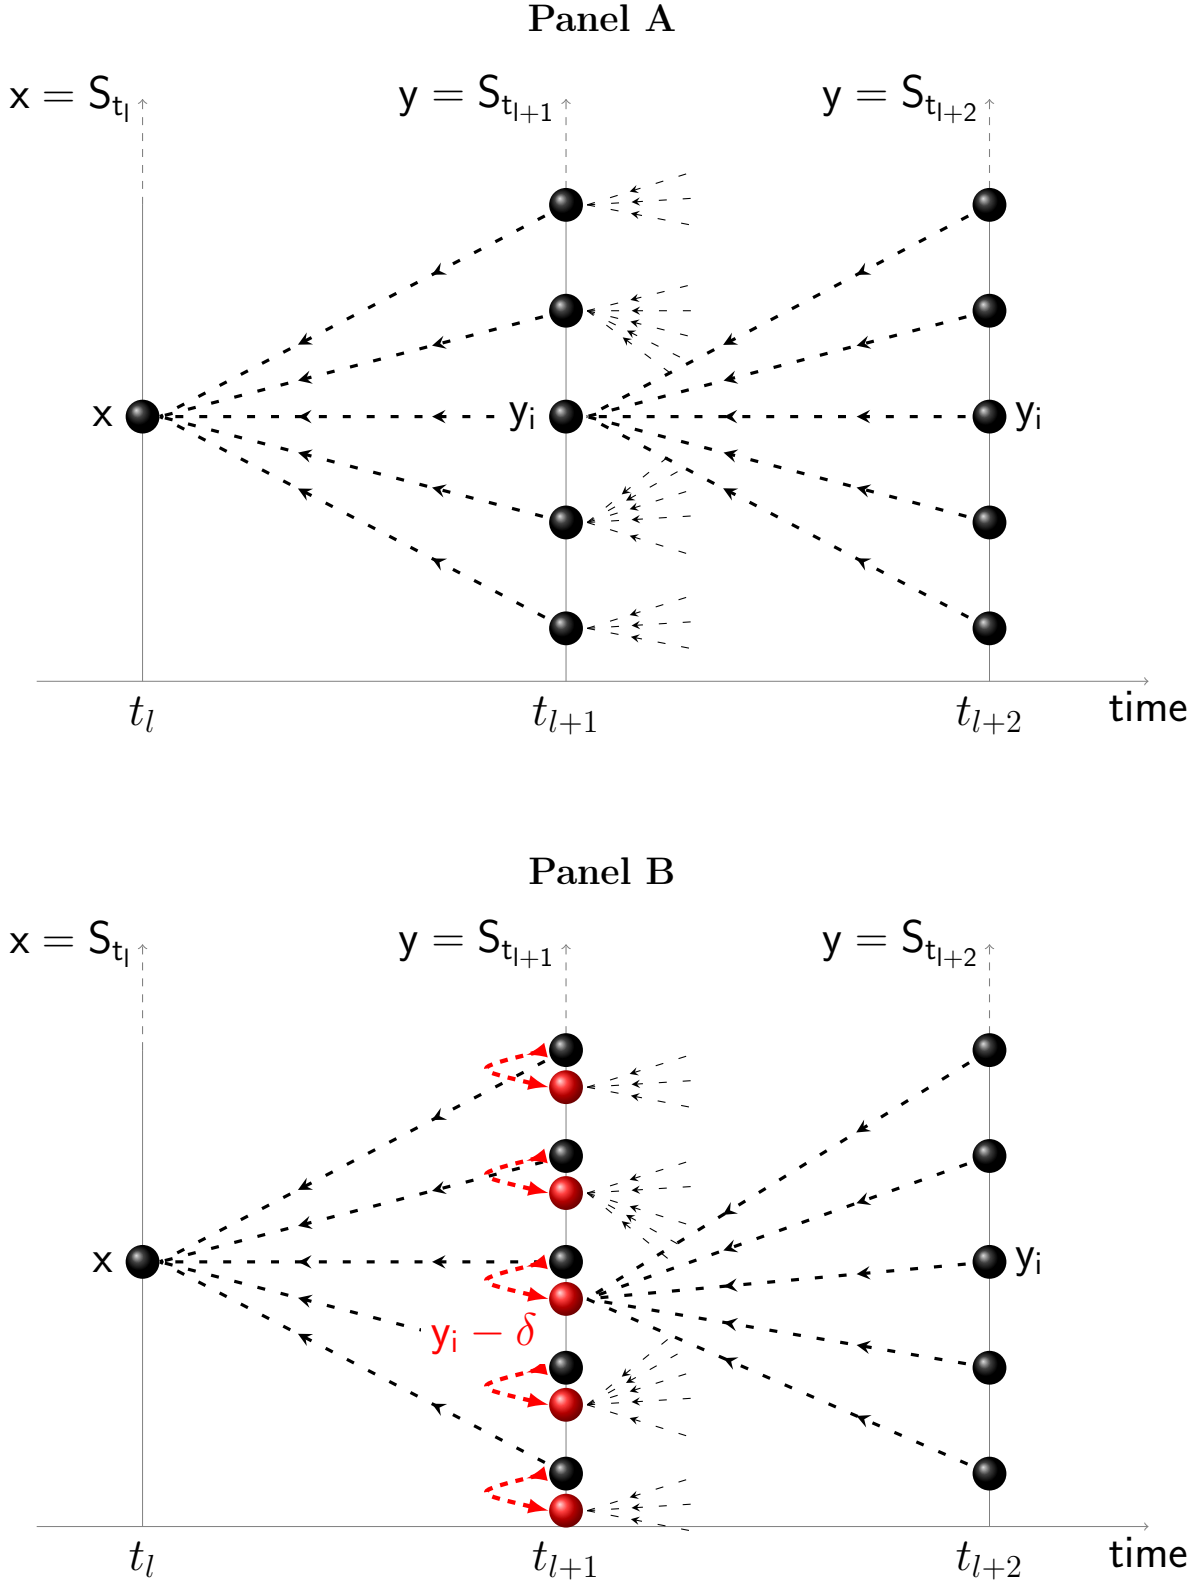 Panel A
x = S_{t_l} y = S_{t_{l+1}} y = S_{t_{l+2}}
x y_i y_i
t_l t_{l+1} t_{l+2} time
Panel B
x = S_{t_l} y = S_{t_{l+1}} y = S_{t_{l+2}}
x y_i
y_i − δ
t_l t_{l+1} t_{l+2} time